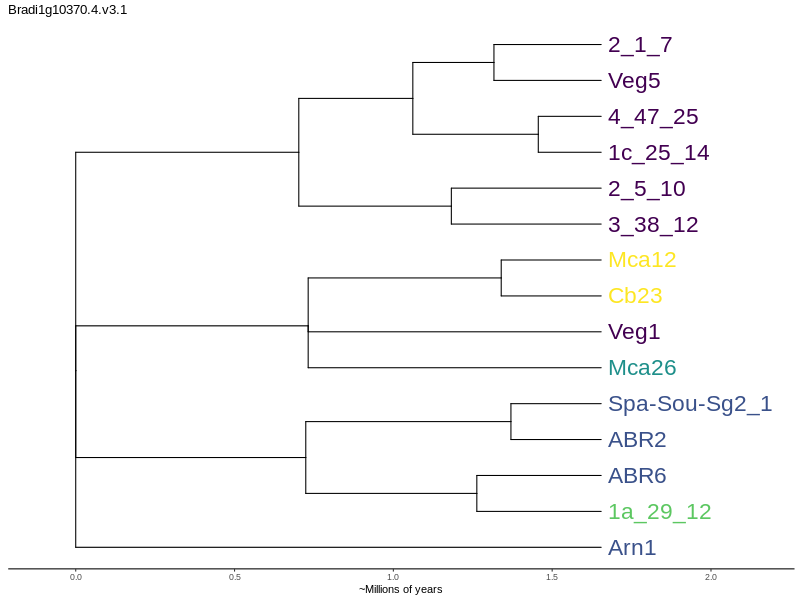 Bradi1g10370.4.v3.1
2_1_7
Veg5
4_47_25
1c_25_14
2_5_10
3_38_12
Mca12
Cb23
Veg1
Mca26
Spa-Sou-Sg2_1
ABR2
ABR6
1a_29_12
Arn1
0.0 0.5 1.0 1.5 2.0
~Millions of years